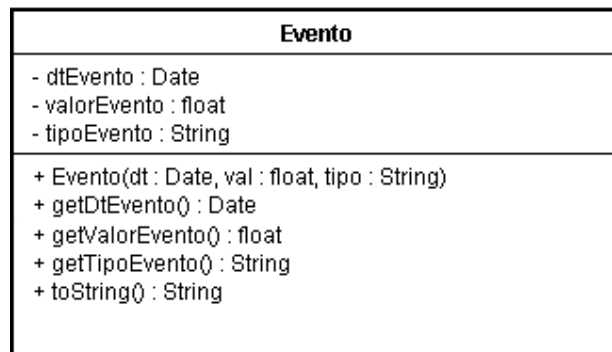 Evento
- dtEvento : Date
- valorEvento : float
- tipoEvento : String
+ Evento(dt : Date, val : float, tipo : String)
+ getDtEvento() : Date
+ getValorEvento() : float
+ getTipoEvento() : String
+ toString() : String